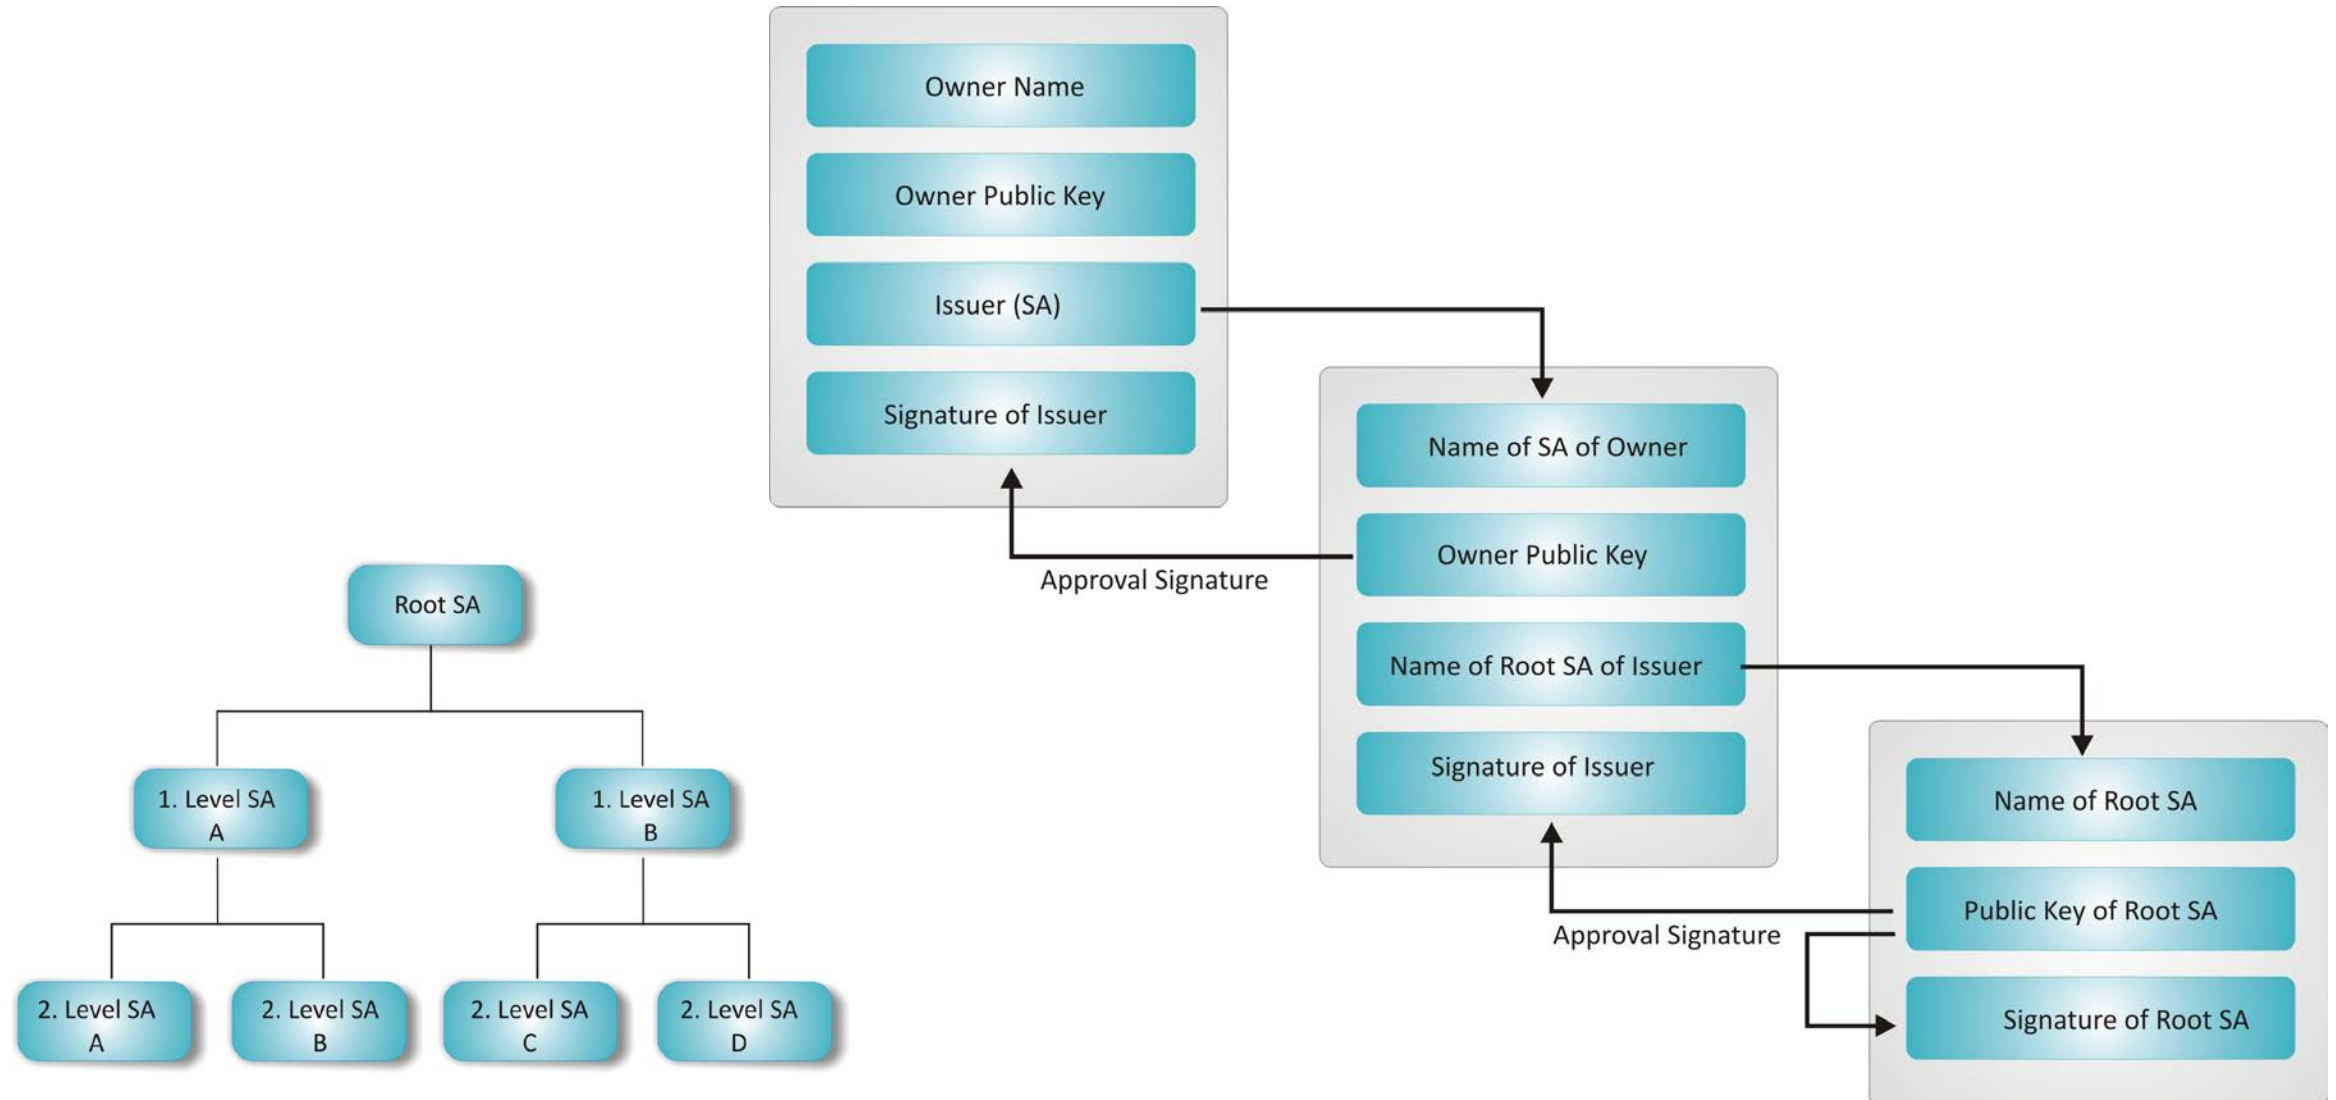 Owner Name
Owner Public Key
Issuer (SA)
Signature of Issuer
Name of SA of Owner
Owner Public Key
Approval Signature
Name of Root SA of Issuer
Signature of Issuer
Name of Root SA
Public Key of Root SA
Approval Signature
Signature of Root SA
Root SA
1. Level SA
A
1. Level SA
B
2. Level SA
A
2. Level SA
B
2. Level SA
C
2. Level SA
D